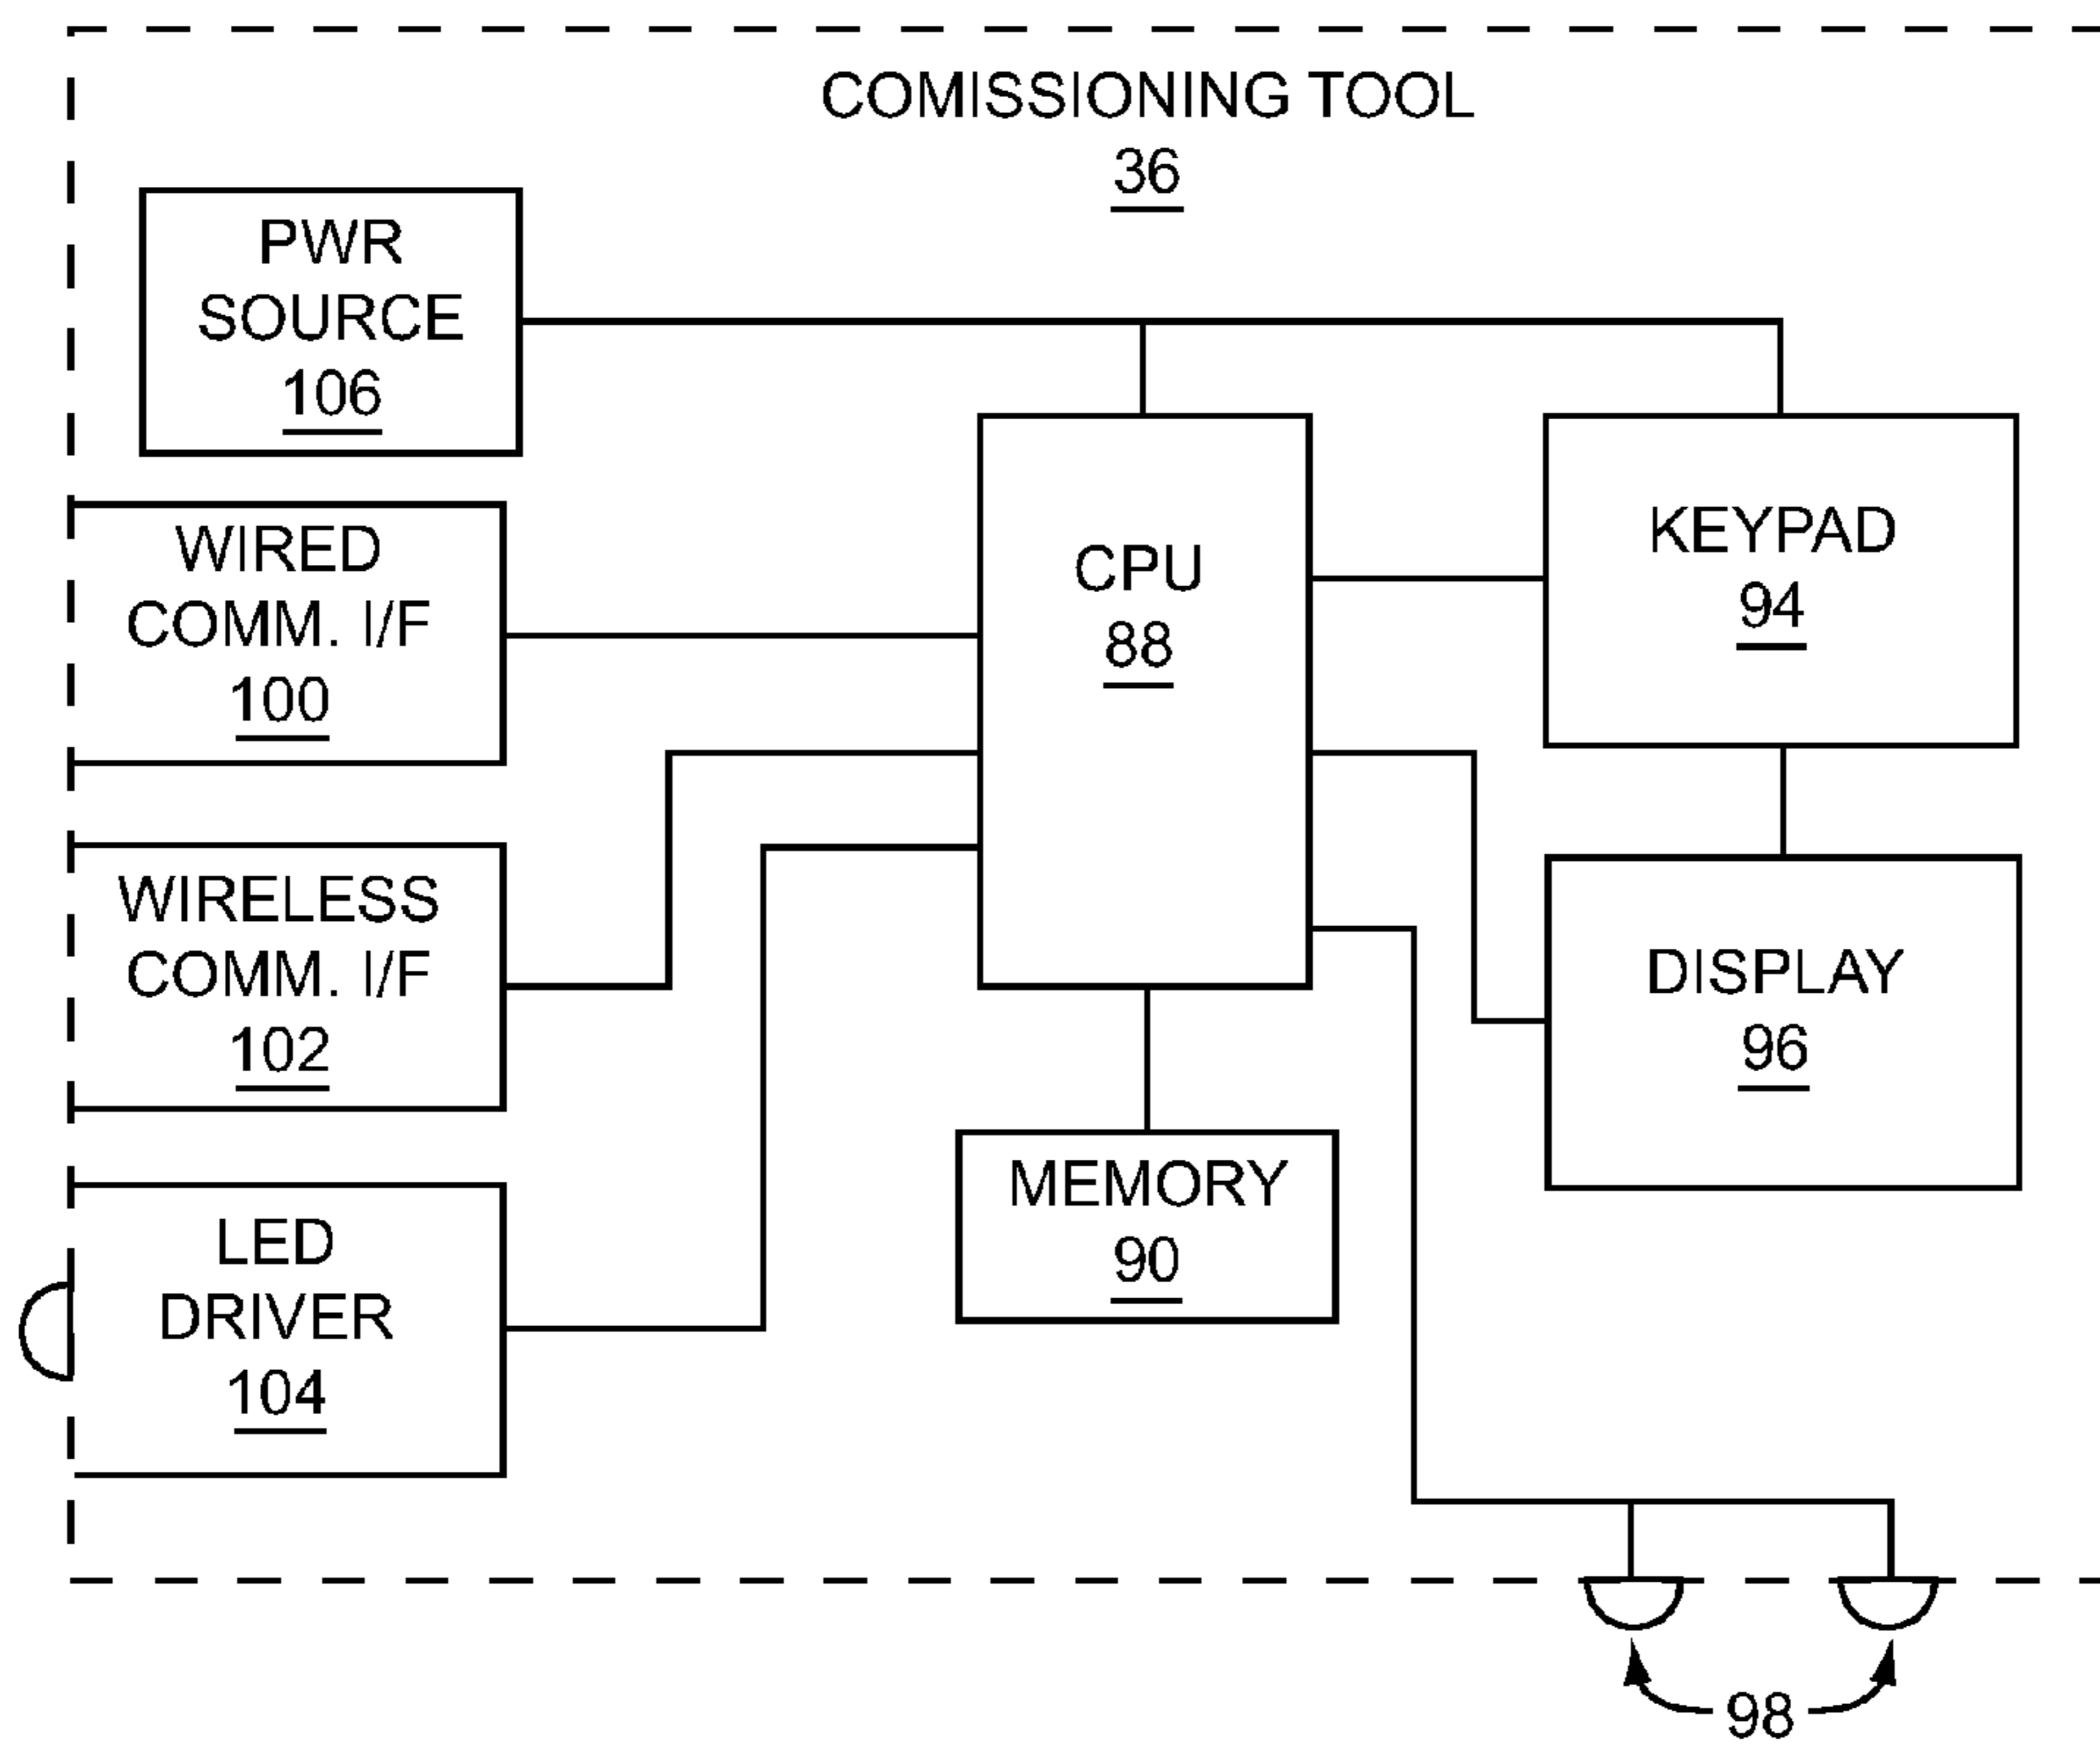 COMISSIONING TOOL
36
PWR
SOURCE
106
WIRED
COMM. I/F
100
WIRELESS
COMM. I/F
102
LED
DRIVER
104
CPU
88
MEMORY
90
KEYPAD
94
DISPLAY
96
98